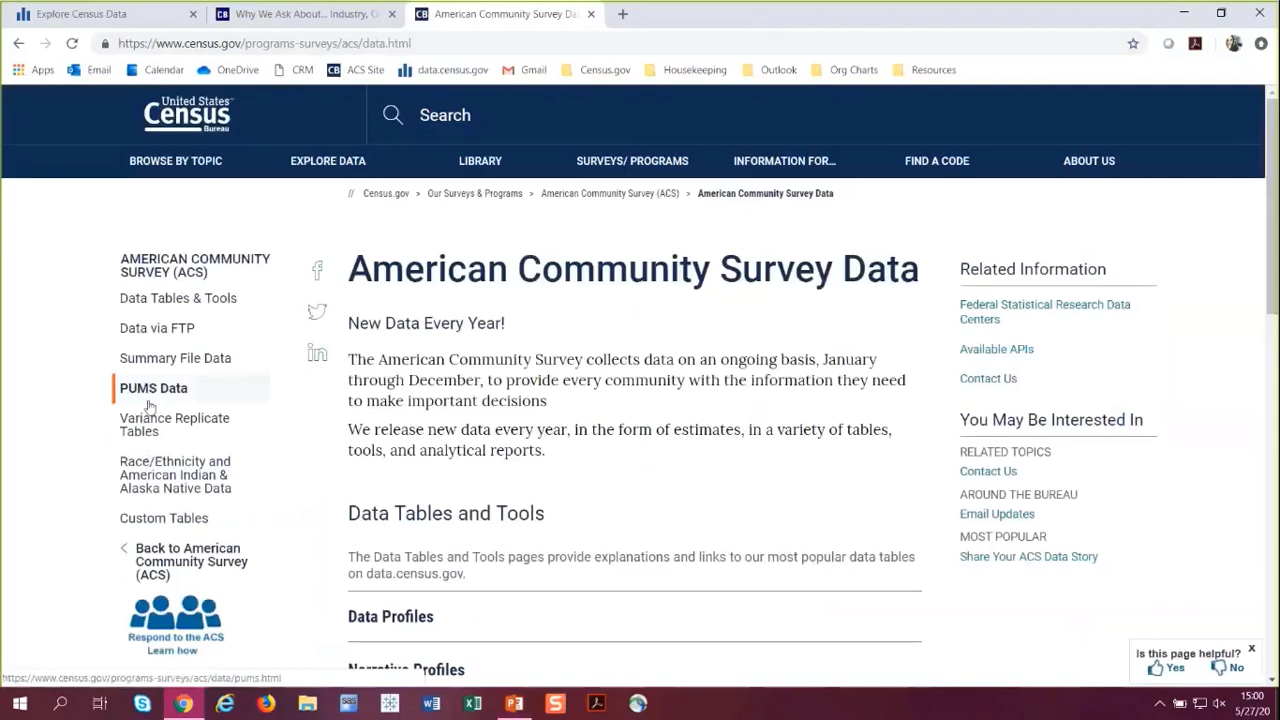 Explore Census Data
Why We Ask About... Industry, O
American Community Survey Da
https://www.census.gov/programs-surveys/acs/data.html
Apps
Email
Calendar
OneDrive
CRM
ACS Site
data.census.gov
Gmail
Census.gov
Housekeeping
Outlook
Org Charts
Resources
United States
Census
Bureau
Search
BROWSE BY TOPIC
EXPLORE DATA
LIBRARY
SURVEYS/ PROGRAMS
INFORMATION FOR...
FIND A CODE
ABOUT US
// Census.gov > Our Surveys & Programs > American Community Survey (ACS) > American Community Survey Data
AMERICAN COMMUNITY
SURVEY (ACS)
Data Tables & Tools
Data via FTP
Summary File Data
PUMS Data
Variance Replicate
Tables
Race/Ethnicity and
American Indian &
Alaska Native Data
Custom Tables
Back to American
Community Survey
(ACS)
Respond to the ACS
Learn how
American Community Survey Data
New Data Every Year!
The American Community Survey collects data on an ongoing basis, January
through December, to provide every community with the information they need
to make important decisions
We release new data every year, in the form of estimates, in a variety of tables,
tools, and analytical reports.
Data Tables and Tools
The Data Tables and Tools pages provide explanations and links to our most popular data tables
on data.census.gov.
Data Profiles
Narrative Profiles
Related Information
Federal Statistical Research Data
Centers
Available APIs
Contact Us
You May Be Interested In
RELATED TOPICS
Contact Us
AROUND THE BUREAU
Email Updates
MOST POPULAR
Share Your ACS Data Story
Is this page helpful? X
Yes
No
https://www.census.gov/programs-surveys/acs/data/pums.html
15:00
5/27/20